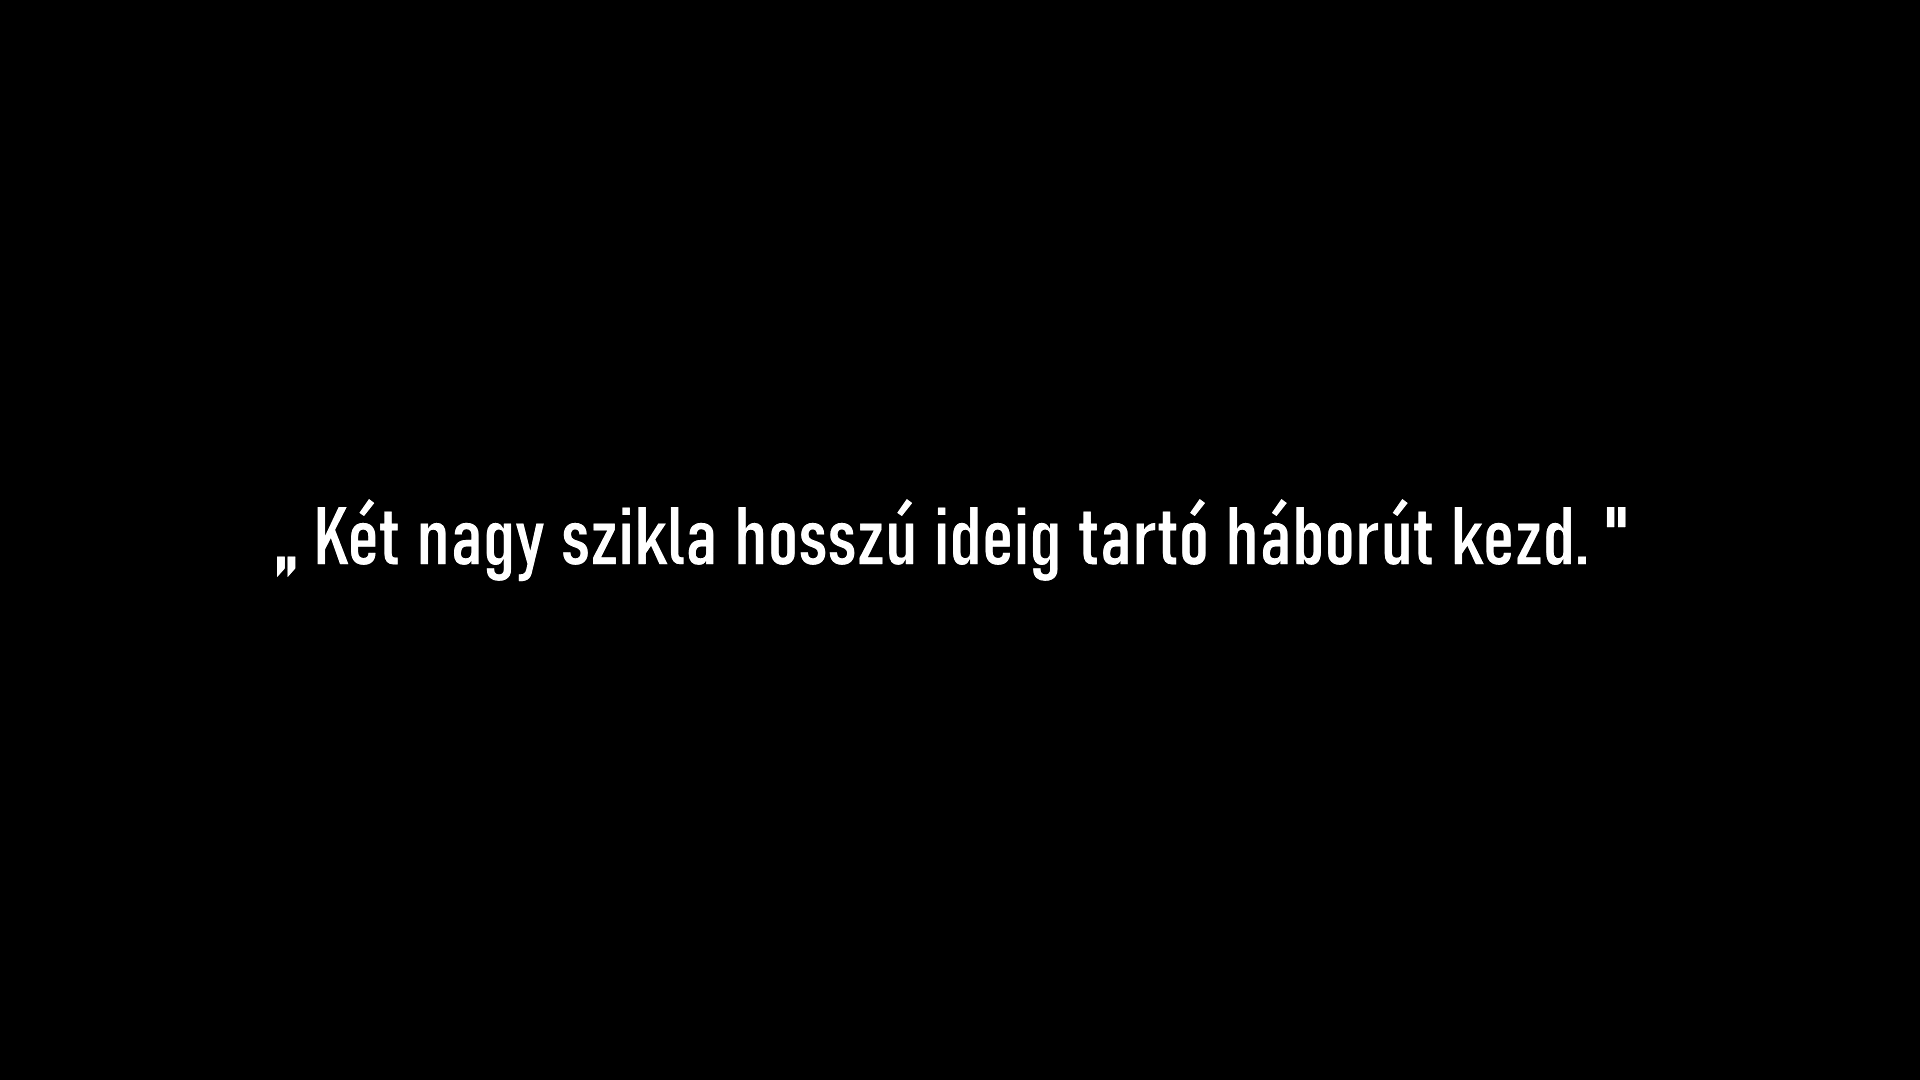 „ Két nagy szikla hosszú ideig tartó háborút kezd. "